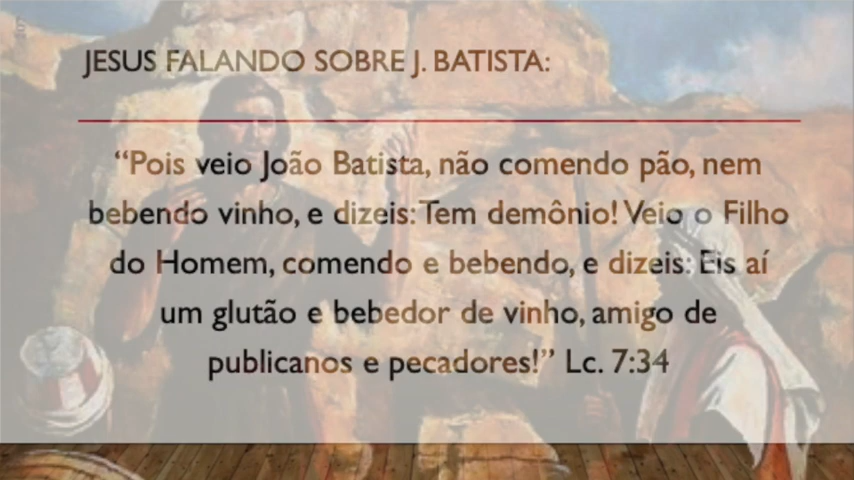 JESUS FALANDO SOBRE J. BATISTA:
“Pois veio João Batista, não comendo pão, nem
bebendo vinho, e dizeis: Tem demônio! Veio o Filho
do Homem, comendo e bebendo, e dizeis: Eis aí
um glutão e bebedor de vinho, amigo de
publicanos e pecadores!” Lc. 7:34